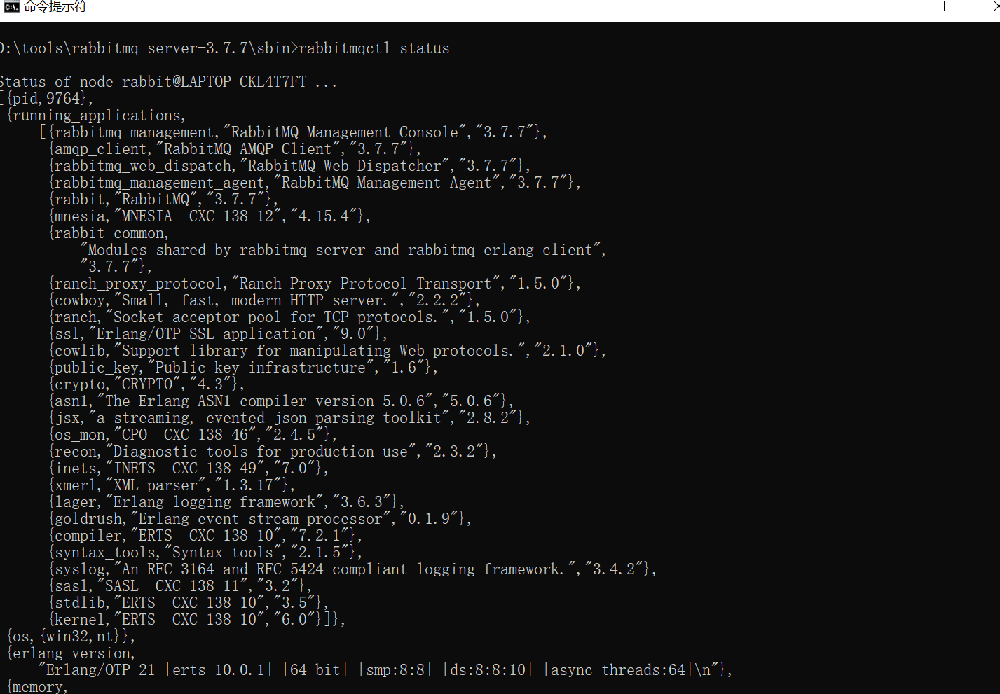 命令提示符
D:\tools\rabbitmq_server-3.7.7\sbin>rabbitmqctl status
Status of node rabbit@LAPTOP-CKL4T7FT ...
[{pid,9764},
 {running_applications,
     [{rabbitmq_management,"RabbitMQ Management Console","3.7.7"},
      {amqp_client,"RabbitMQ AMQP Client","3.7.7"},
      {rabbitmq_web_dispatch,"RabbitMQ Web Dispatcher","3.7.7"},
      {rabbitmq_management_agent,"RabbitMQ Management Agent","3.7.7"},
      {rabbit,"RabbitMQ","3.7.7"},
      {mnesia,"MNESIA  CXC 138 12","4.15.4"},
      {rabbit_common,
          "Modules shared by rabbitmq-server and rabbitmq-erlang-client",
          "3.7.7"},
      {ranch_proxy_protocol,"Ranch Proxy Protocol Transport","1.5.0"},
      {cowboy,"Small, fast, modern HTTP server.","2.2.2"},
      {ranch,"Socket acceptor pool for TCP protocols.","1.5.0"},
      {ssl,"Erlang/OTP SSL application","9.0"},
      {cowlib,"Support library for manipulating Web protocols.","2.1.0"},
      {public_key,"Public key infrastructure","1.6"},
      {crypto,"CRYPTO","4.3"},
      {asn1,"The Erlang ASN1 compiler version 5.0.6","5.0.6"},
      {jsx,"a streaming, evented json parsing toolkit","2.8.2"},
      {os_mon,"CPO  CXC 138 46","2.4.5"},
      {recon,"Diagnostic tools for production use","2.3.2"},
      {inets,"INETS  CXC 138 49","7.0"},
      {xmerl,"XML parser","1.3.17"},
      {lager,"Erlang logging framework","3.6.3"},
      {goldrush,"Erlang event stream processor","0.1.9"},
      {compiler,"ERTS  CXC 138 10","7.2.1"},
      {syntax_tools,"Syntax tools","2.1.5"},
      {syslog,"An RFC 3164 and RFC 5424 compliant logging framework.","3.4.2"},
      {sasl,"SASL  CXC 138 11","3.2"},
      {stdlib,"ERTS  CXC 138 10","3.5"},
      {kernel,"ERTS  CXC 138 10","6.0"}]},
 {os,{win32,nt}},
 {erlang_version,
     "Erlang/OTP 21 [erts-10.0.1] [64-bit] [smp:8:8] [ds:8:8:10] [async-threads:64]\n"},
 {memory,